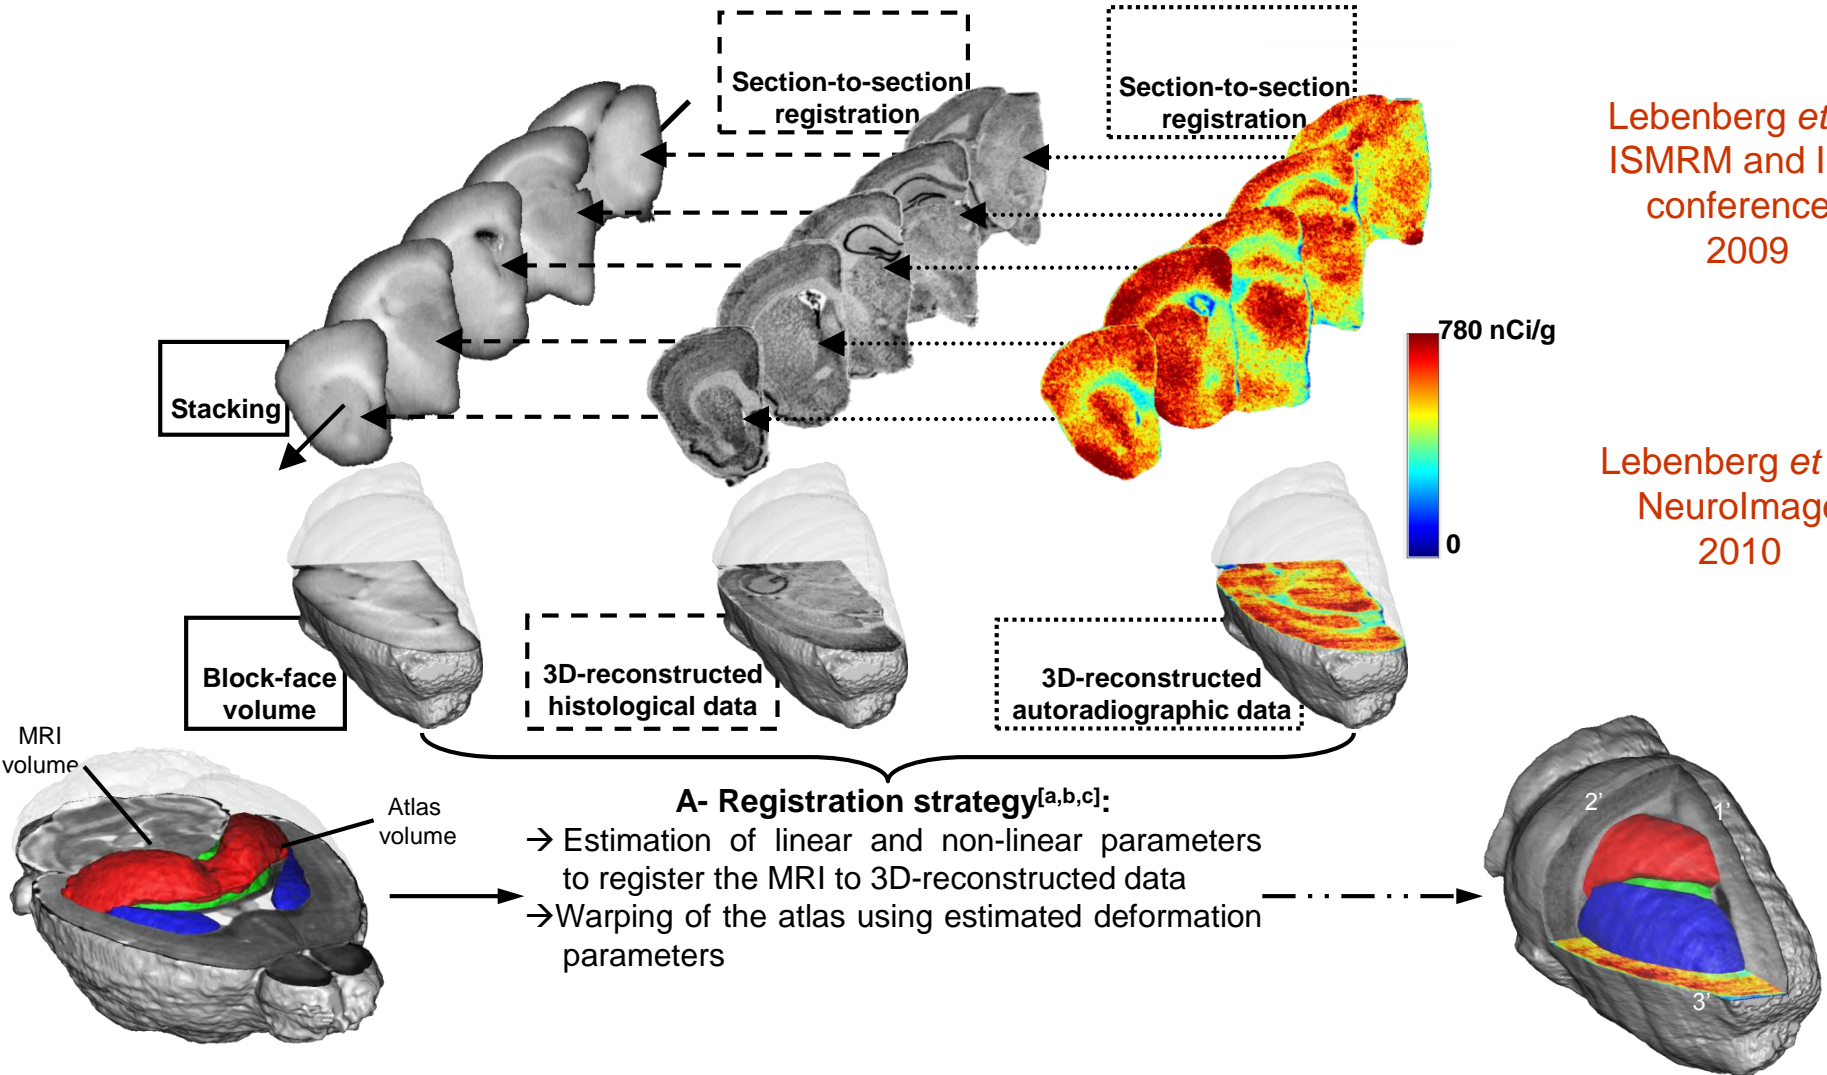 Section-to-section
registration
Section-to-section
registration
Lebenberg et
ISMRM and I
conference
2009
780 nCi/g
0
Stacking
Lebenberg et
NeuroImage
2010
Block-face
volume
3D-reconstructed
histological data
3D-reconstructed
autoradiographic data
MRI
volume
Atlas
volume
A- Registration strategy[a,b,c]:
→ Estimation of linear and non-linear parameters
to register the MRI to 3D-reconstructed data
→Warping of the atlas using estimated deformation
parameters
2’
1’
3’